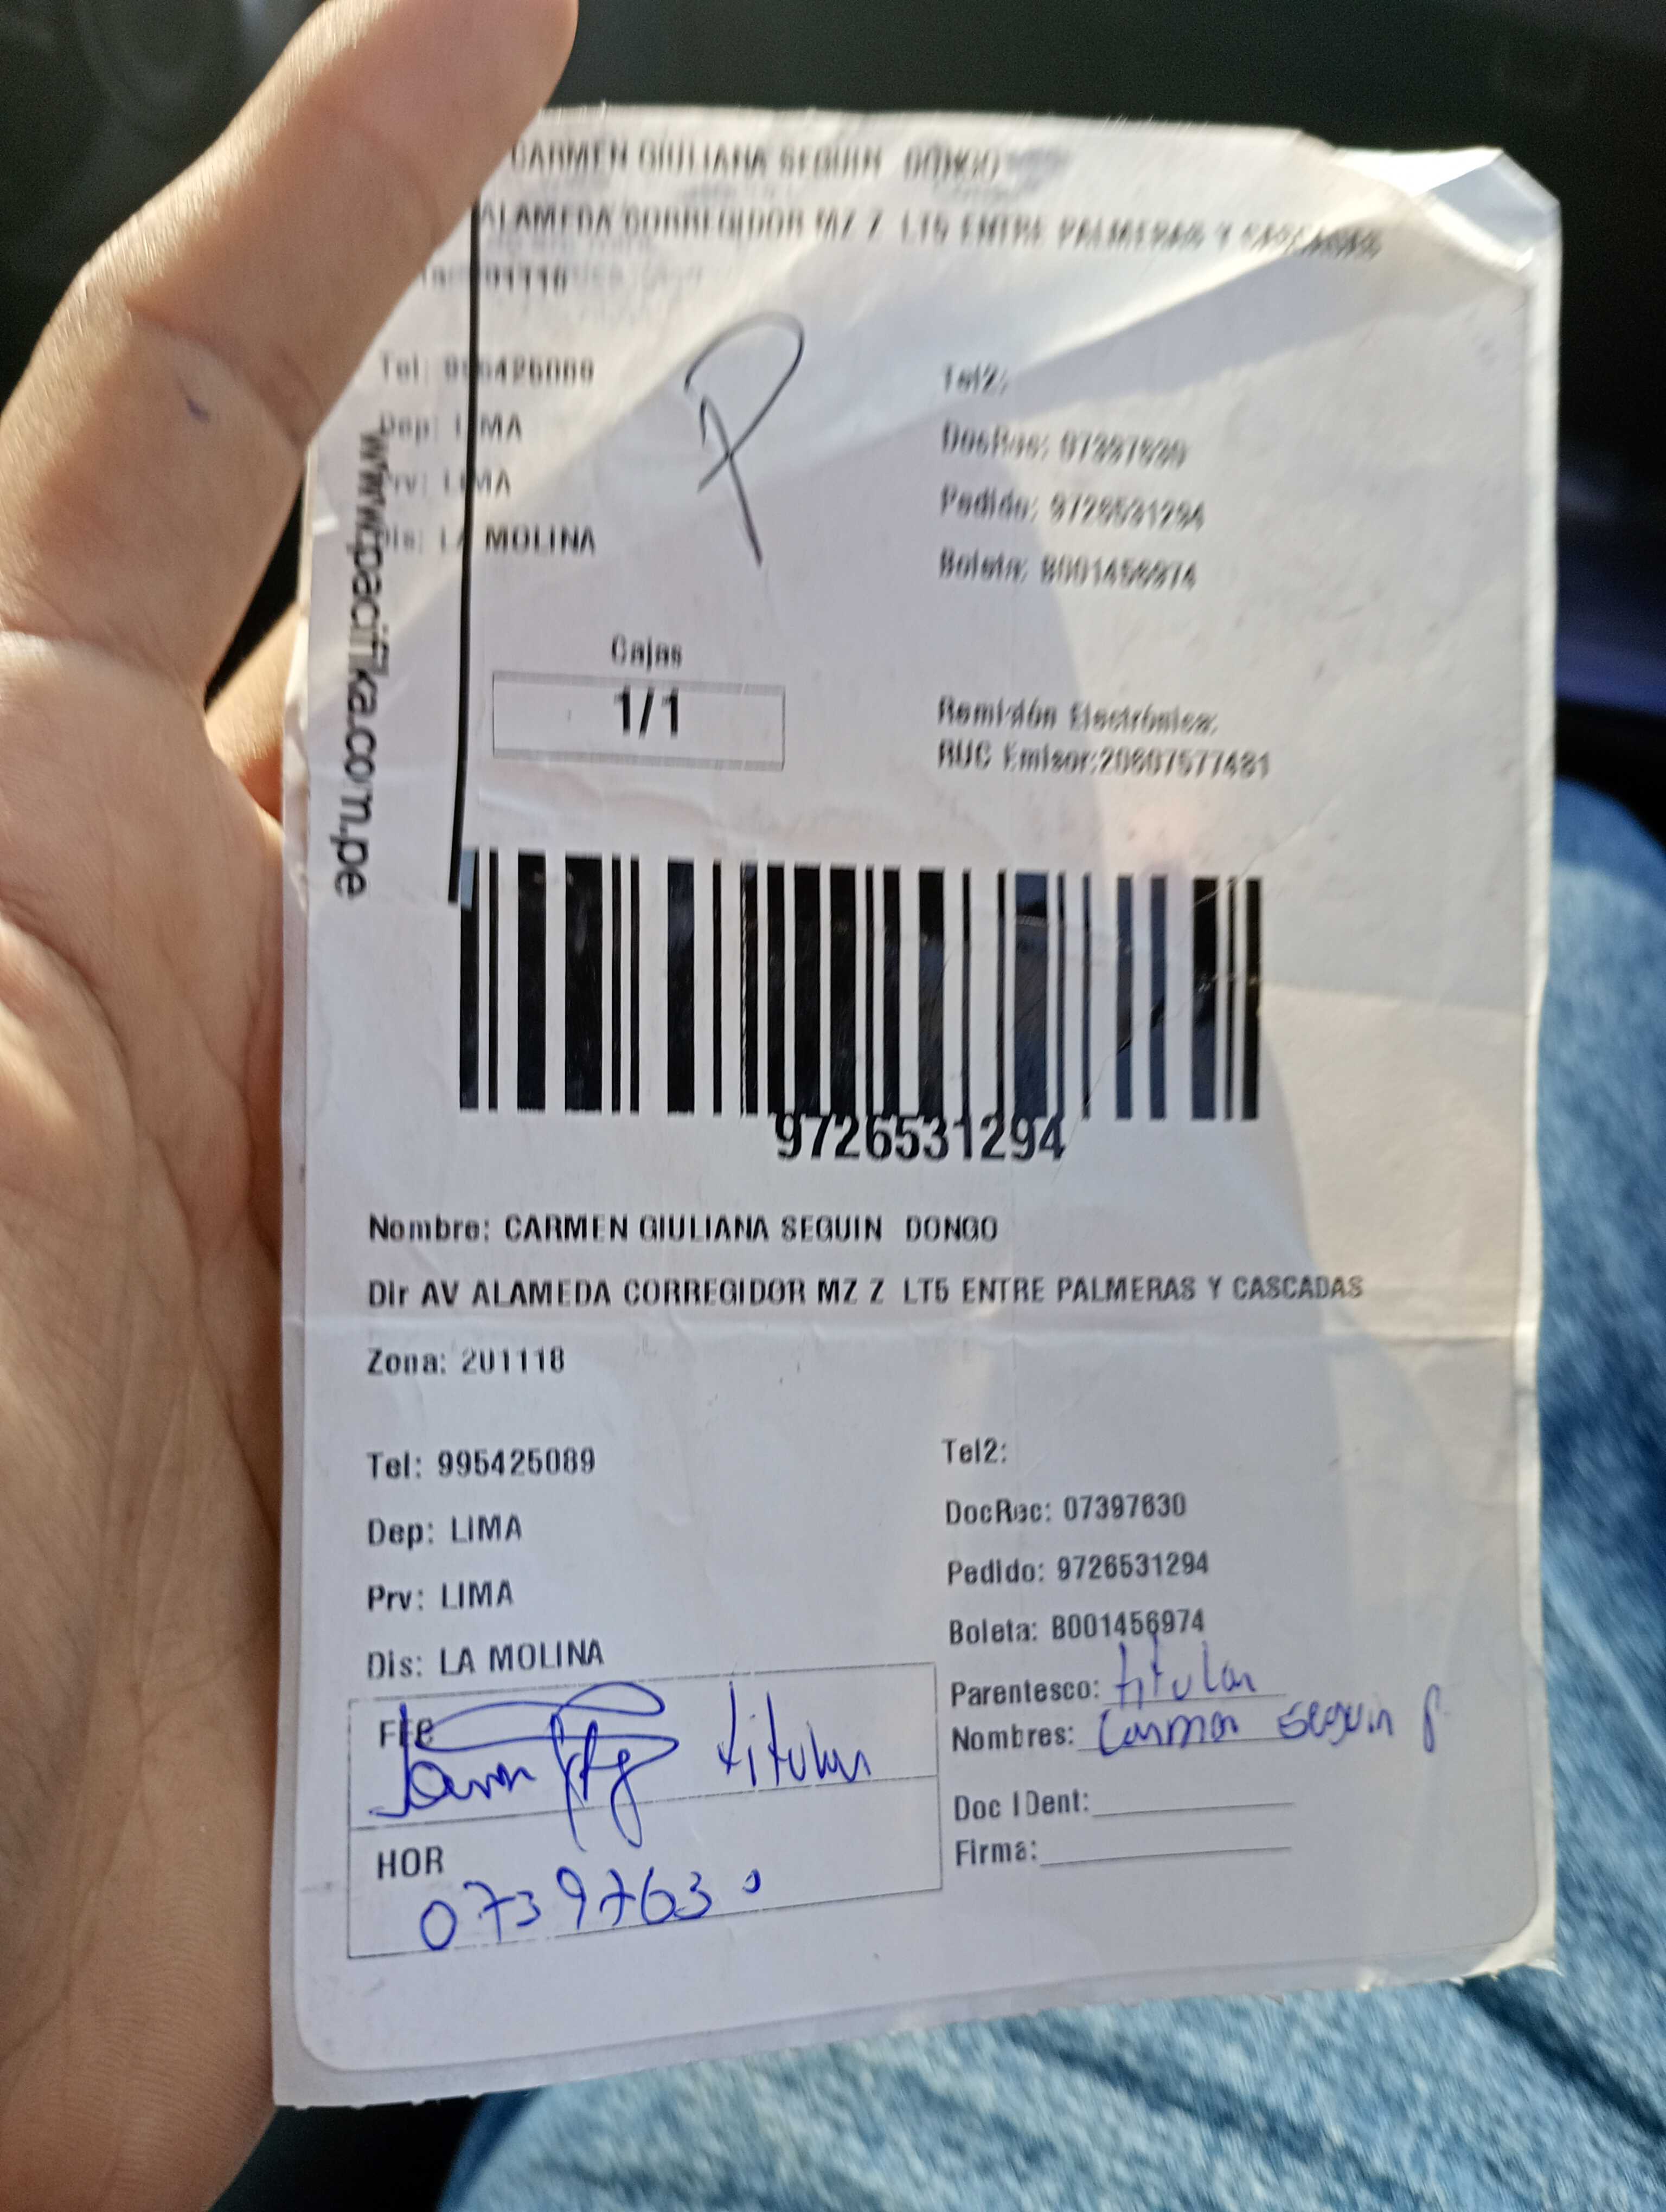 CARMEN GIULIANA SEGUIN DONGO
ALAMEDA CORREGIDOR MZ Z LT5 ENTRE PALMERAS Y CASCADAS
01118
Tel: 995425089
Tel2:
Dep: LIMA
DocRec: 07397630
Prv: LIMA
Pedido: 9726531294
Dis: LA MOLINA
Boleta: B001456974
www.pacifika.com.pe
P
Cajas
1/1
Remisión Electrónica:
RUC Emisor:20607577481
9726531294
Nombre: CARMEN GIULIANA SEGUIN DONGO
Dir AV ALAMEDA CORREGIDOR MZ Z LT5 ENTRE PALMERAS Y CASCADAS
Zona: 201118
Tel: 995425089
Tel2:
Dep: LIMA
DocRec: 07397630
Prv: LIMA
Pedido: 9726531294
Dis: LA MOLINA
Boleta: B001456974
Parentesco: titular
FEC
titular
Nombres: Carmen Seguin
Doc IDent:
HOR
Firma:
07397630